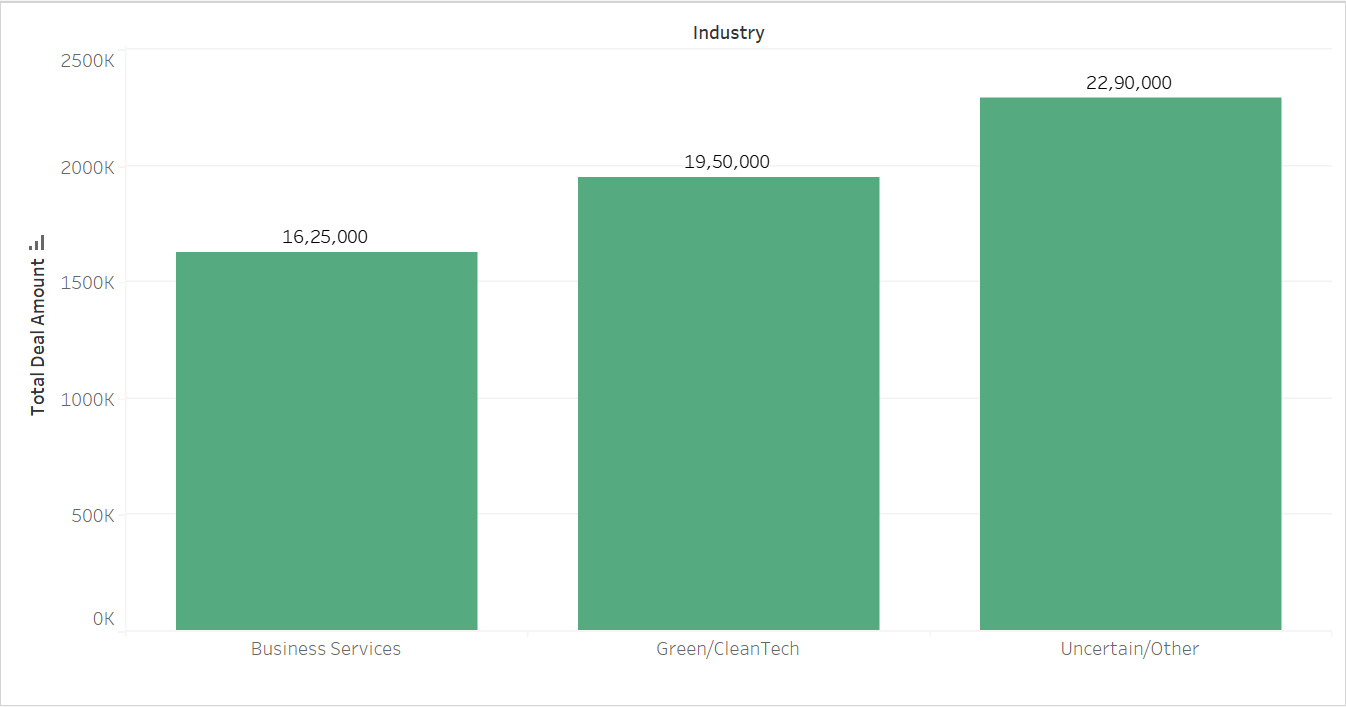 Industry
2500K
2000K
1500K
1000K
500K
0K
Total Deal Amount
16,25,000
19,50,000
22,90,000
Business Services
Green/CleanTech
Uncertain/Other